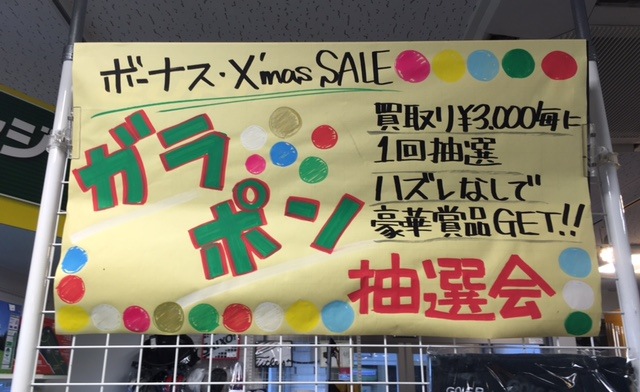 ボーナス・X'mas SALE
ガラ
ポン
買取り¥3.000毎に
1回抽選
ハズレなしで
豪華賞品GET!!
抽選会